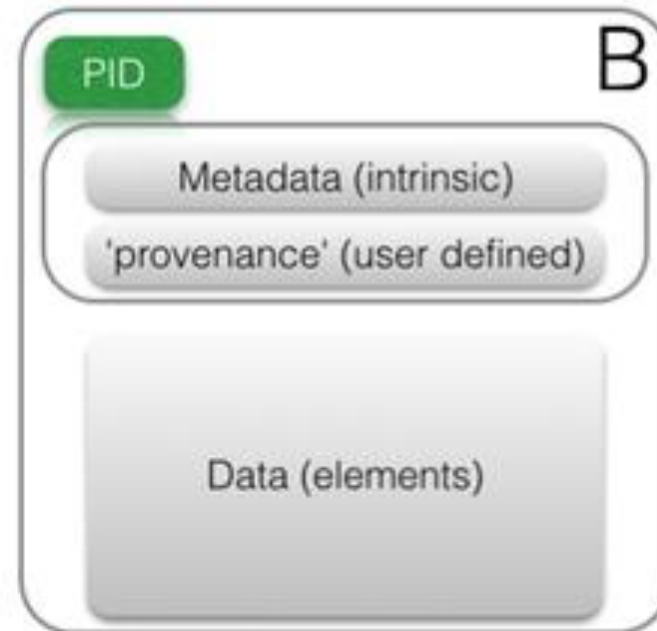 B
PID
Metadata (intrinsic)
'provenance' (user defined)
Data (elements)